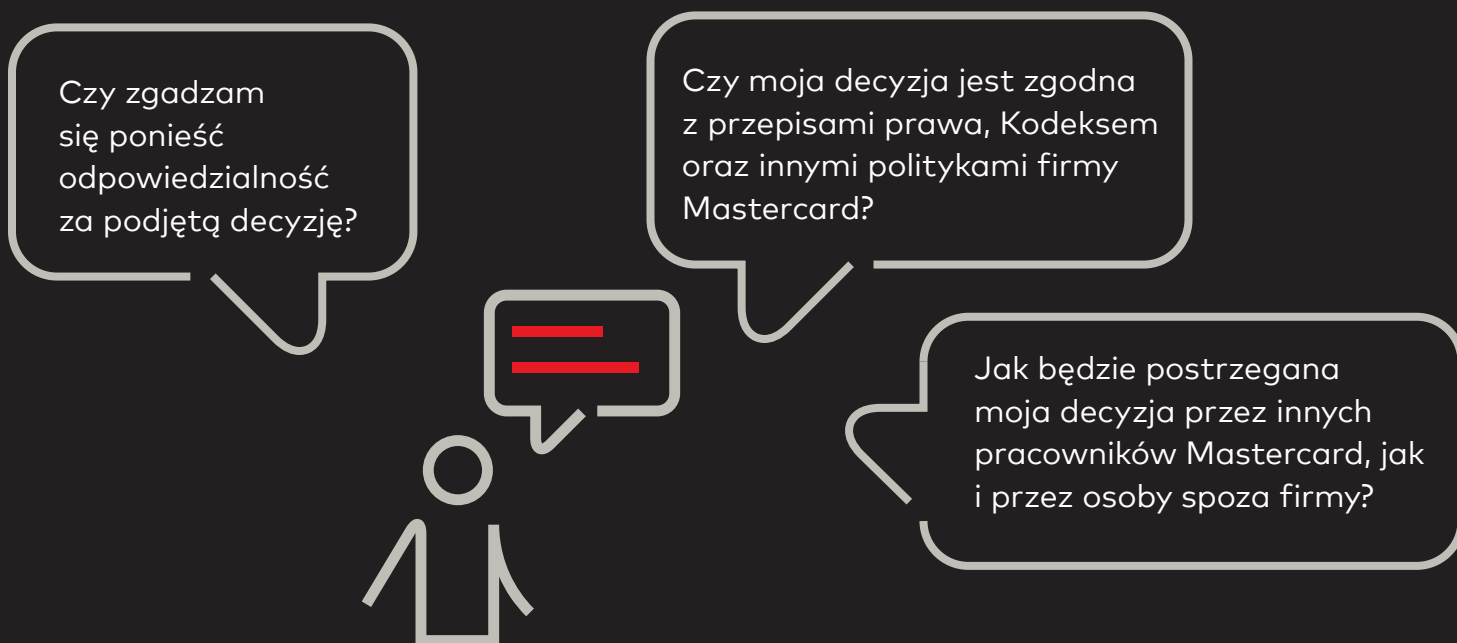 Czy zgadzam
się ponieść
odpowiedzialność
za podjętą decyzję?
Czy moja decyzja jest zgodna
z przepisami prawa, Kodeksem
oraz innymi politykami firmy
Mastercard?
Jak będzie postrzegana
moja decyzja przez innych
pracowników Mastercard, jak
i przez osoby spoza firmy?